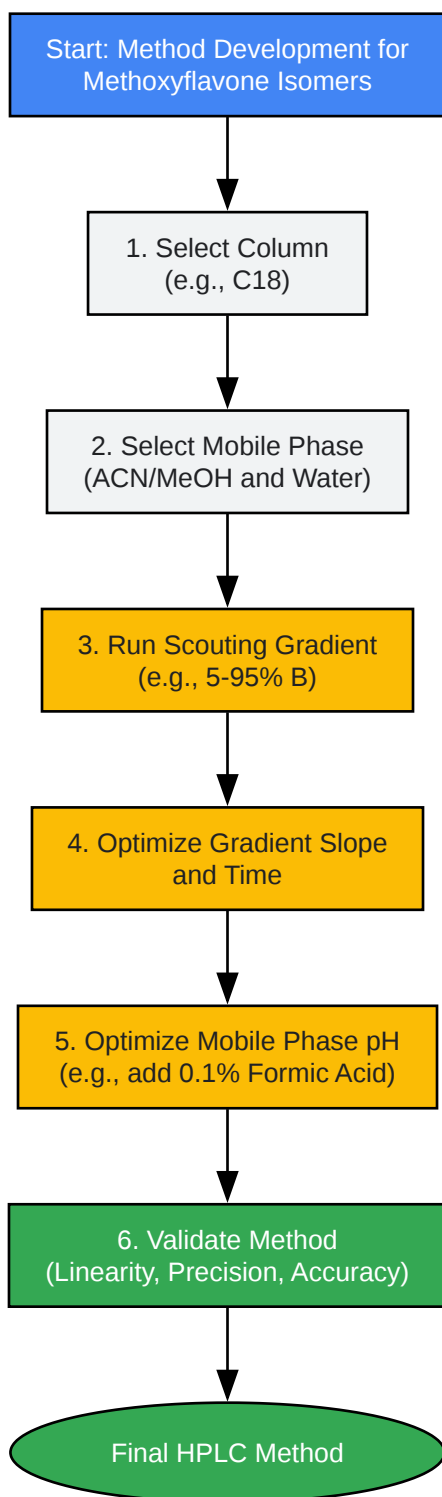 Start: Method Development for
Methoxyflavone Isomers
1. Select Column
(e.g., C18)
2. Select Mobile Phase
(ACN/MeOH and Water)
3. Run Scouting Gradient
(e.g., 5-95% B)
4. Optimize Gradient Slope
and Time
5. Optimize Mobile Phase pH
(e.g., add 0.1% Formic Acid)
6. Validate Method
(Linearity, Precision, Accuracy)
Final HPLC Method